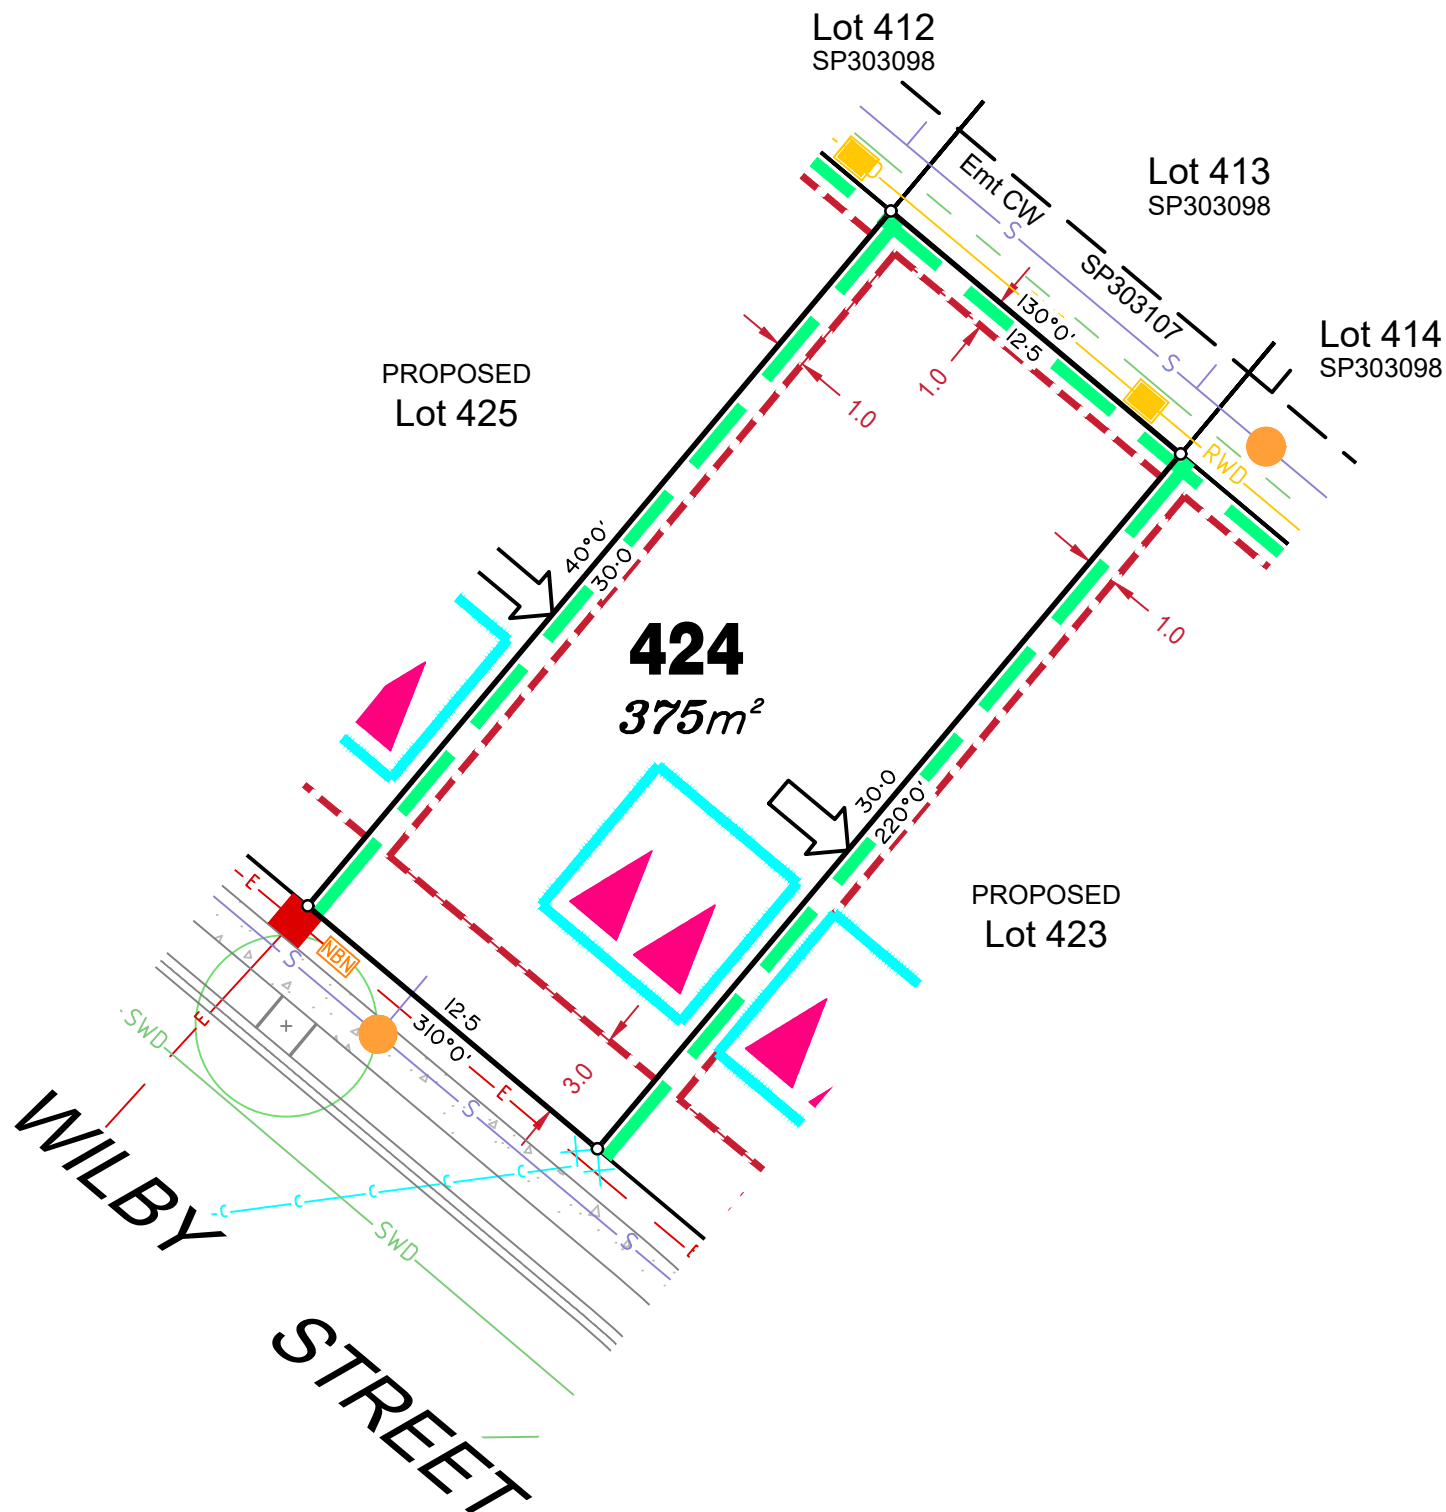 Lot 412
SP303098
Lot 413
SP303098
Emt CW
S
SP303107
S
Lot 414
SP303098
130°0'
12·5
1.0
1.0
RWD
PROPOSED
Lot 425
40°0'
30·0
1.0
424
375m²
30·0
220°0'
PROPOSED
Lot 423
E
NBN
S
E
12·5
310°0'
3.0
E
S
SWD
C
C
C
C
S
E
SWD
WILBY
STREET